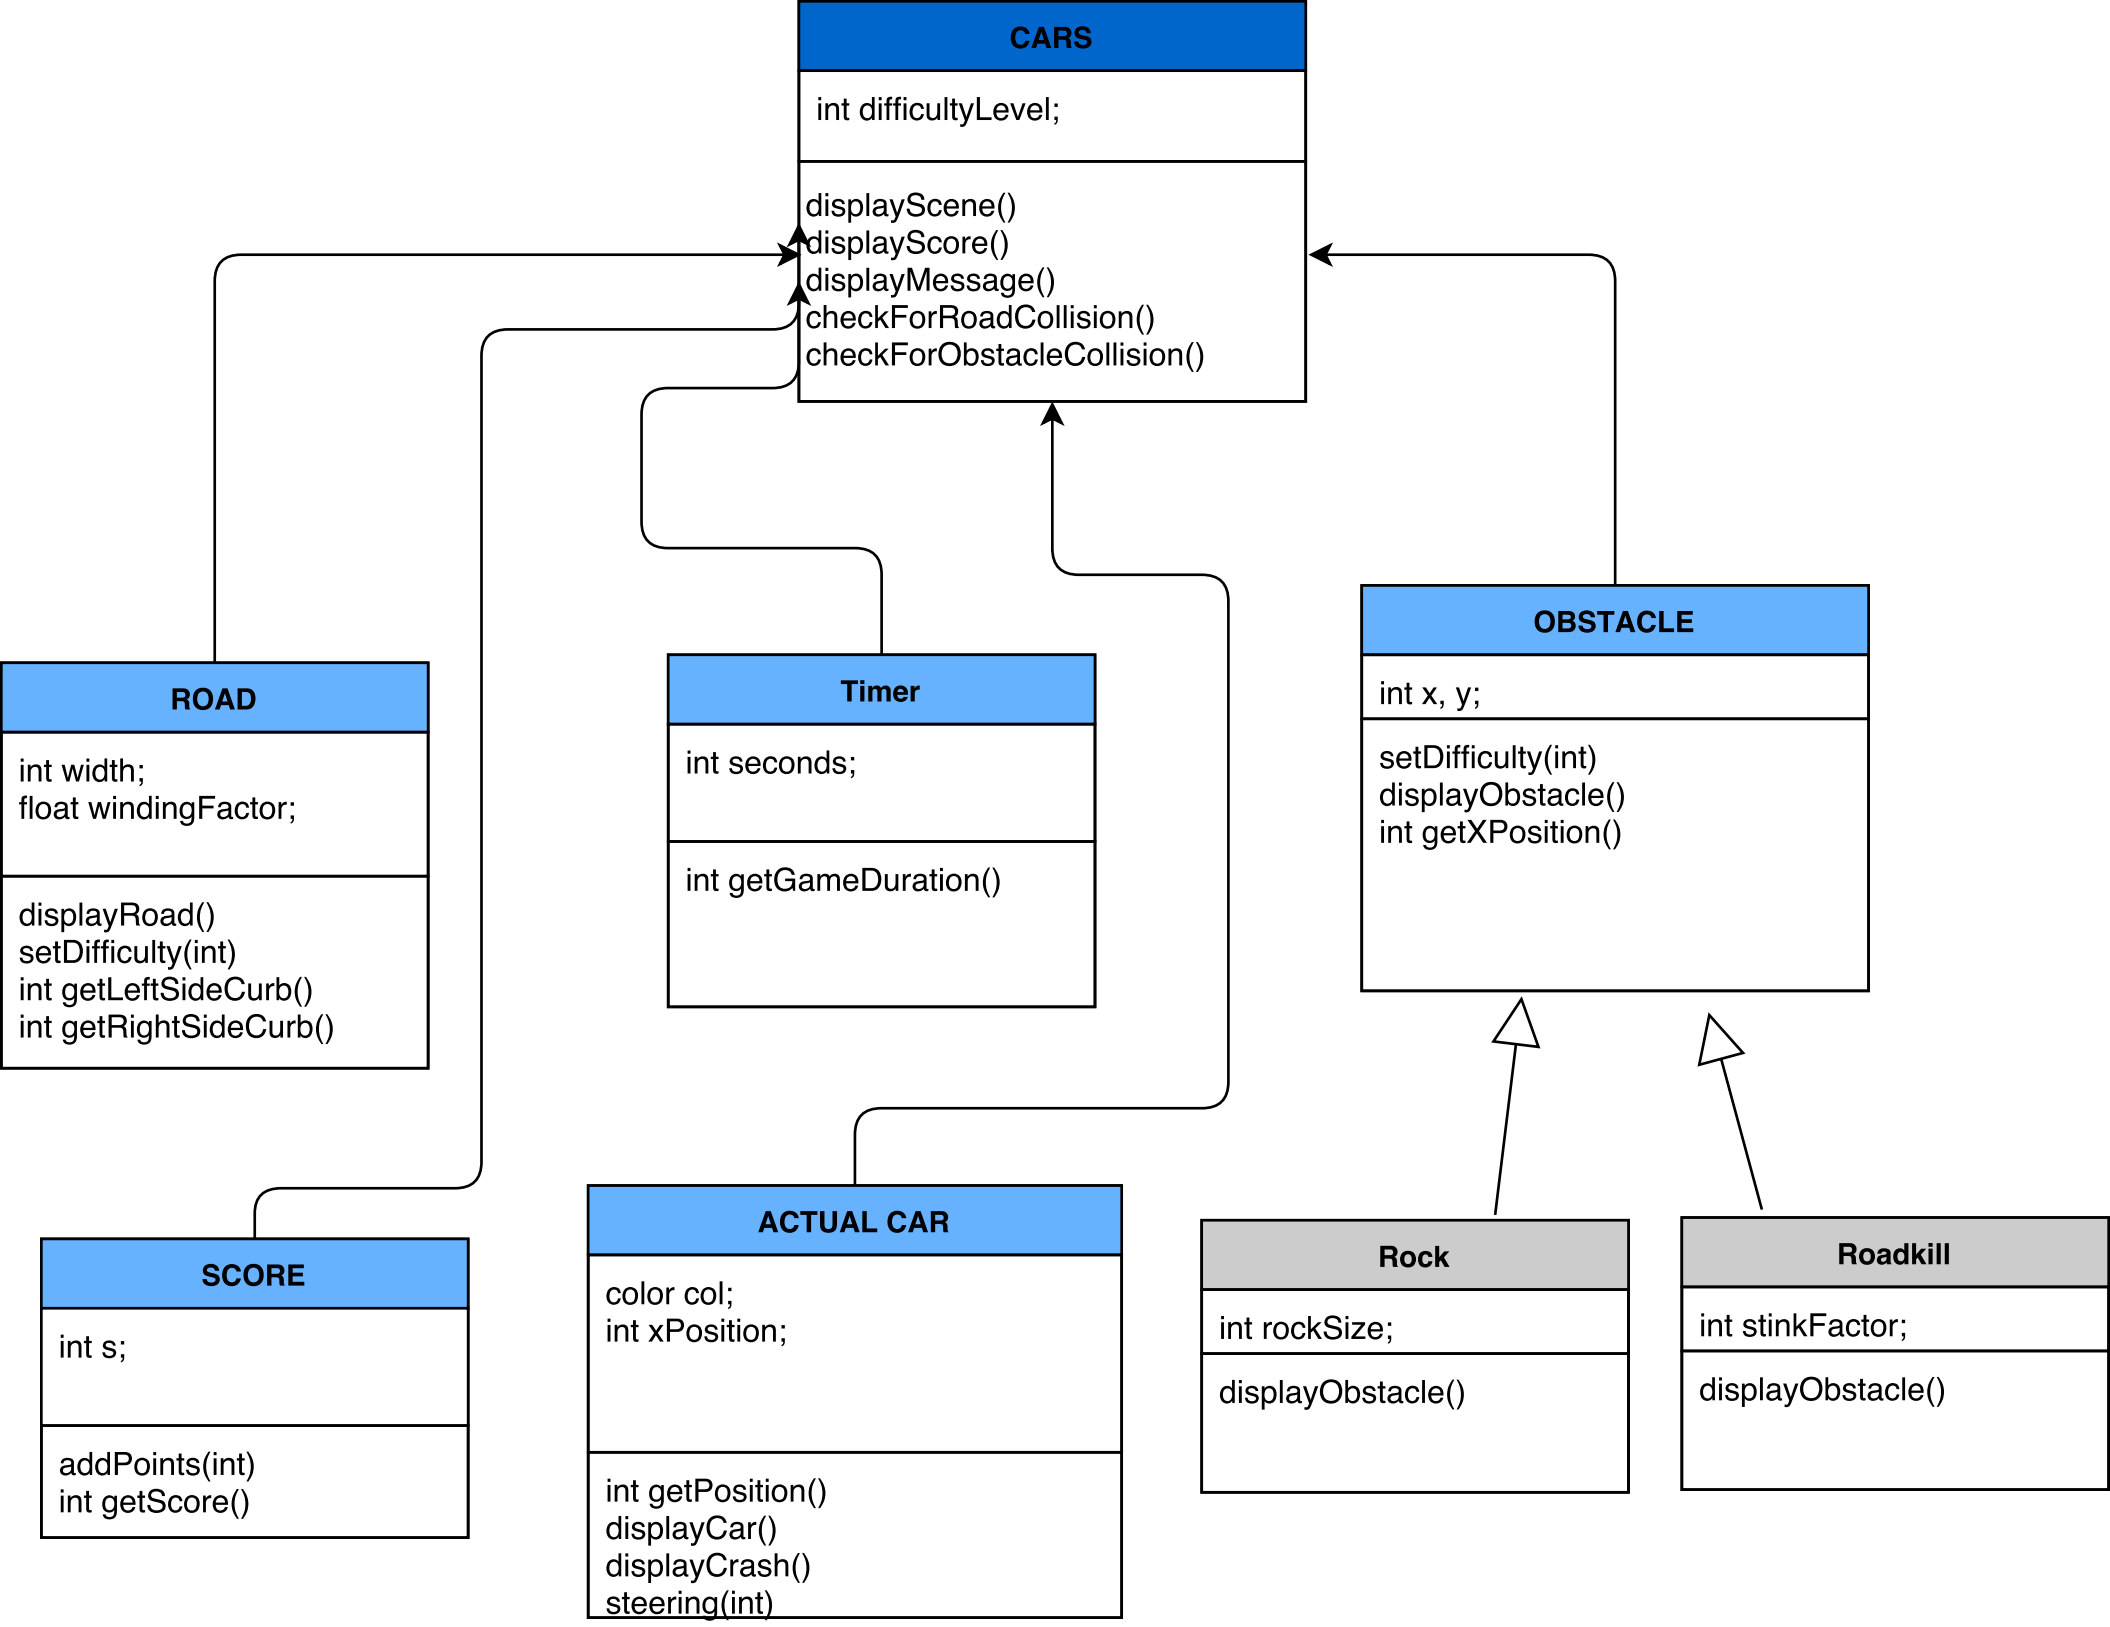 CARS
int difficultyLevel;
displayScene()
displayScore()
displayMessage()
checkForRoadCollision()
checkForObstacleCollision()
ROAD
int width;
float windingFactor;
displayRoad()
setDifficulty(int)
int getLeftSideCurb()
int getRightSideCurb()
Timer
int seconds;
int getGameDuration()
OBSTACLE
int x, y;
setDifficulty(int)
displayObstacle()
int getXPosition()
SCORE
int s;
addPoints(int)
int getScore()
ACTUAL CAR
color col;
int xPosition;
int getPosition()
displayCar()
displayCrash()
steering(int)
Rock
int rockSize;
displayObstacle()
Roadkill
int stinkFactor;
displayObstacle()